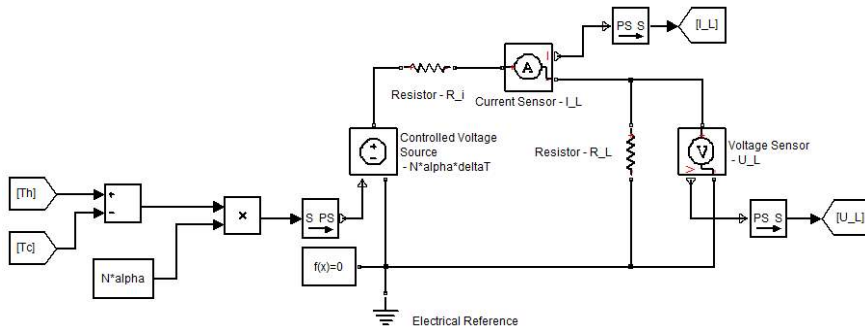 PS S
[I_L]
Resistor - R_i
A
I
Current Sensor - I_L
Controlled Voltage
Source
- N*alpha*deltaT
Resistor - R_L
V
V
Voltage Sensor
- U_L
[Th]
[Tc]
+
-
×
S PS
PS S
[U_L]
N*alpha
f(x)=0
Electrical Reference